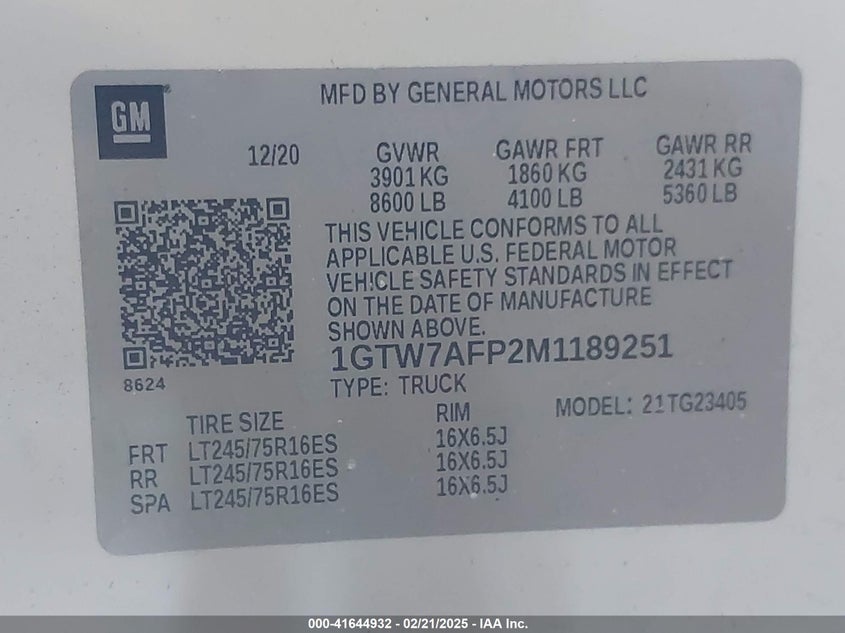 GM
MFD BY GENERAL MOTORS LLC
12/20
GVWR GAWR FRT GAWR RR
3901 KG 1860 KG 2431 KG
8600 LB 4100 LB 5360 LB
THIS VEHICLE CONFORMS TO ALL
APPLICABLE U.S. FEDERAL MOTOR
VEHICLE SAFETY STANDARDS IN EFFECT
ON THE DATE OF MANUFACTURE
SHOWN ABOVE.
1GTW7AFP2M1189251
8624
TYPE: TRUCK
MODEL: 21TG23405
TIRE SIZE RIM
FRT LT245/75R16ES 16X6.5J
RR LT245/75R16ES 16X6.5J
SPA LT245/75R16ES 16X6.5J
000-41644932 - 02/21/2025 - IAAI Holdings, LLC.